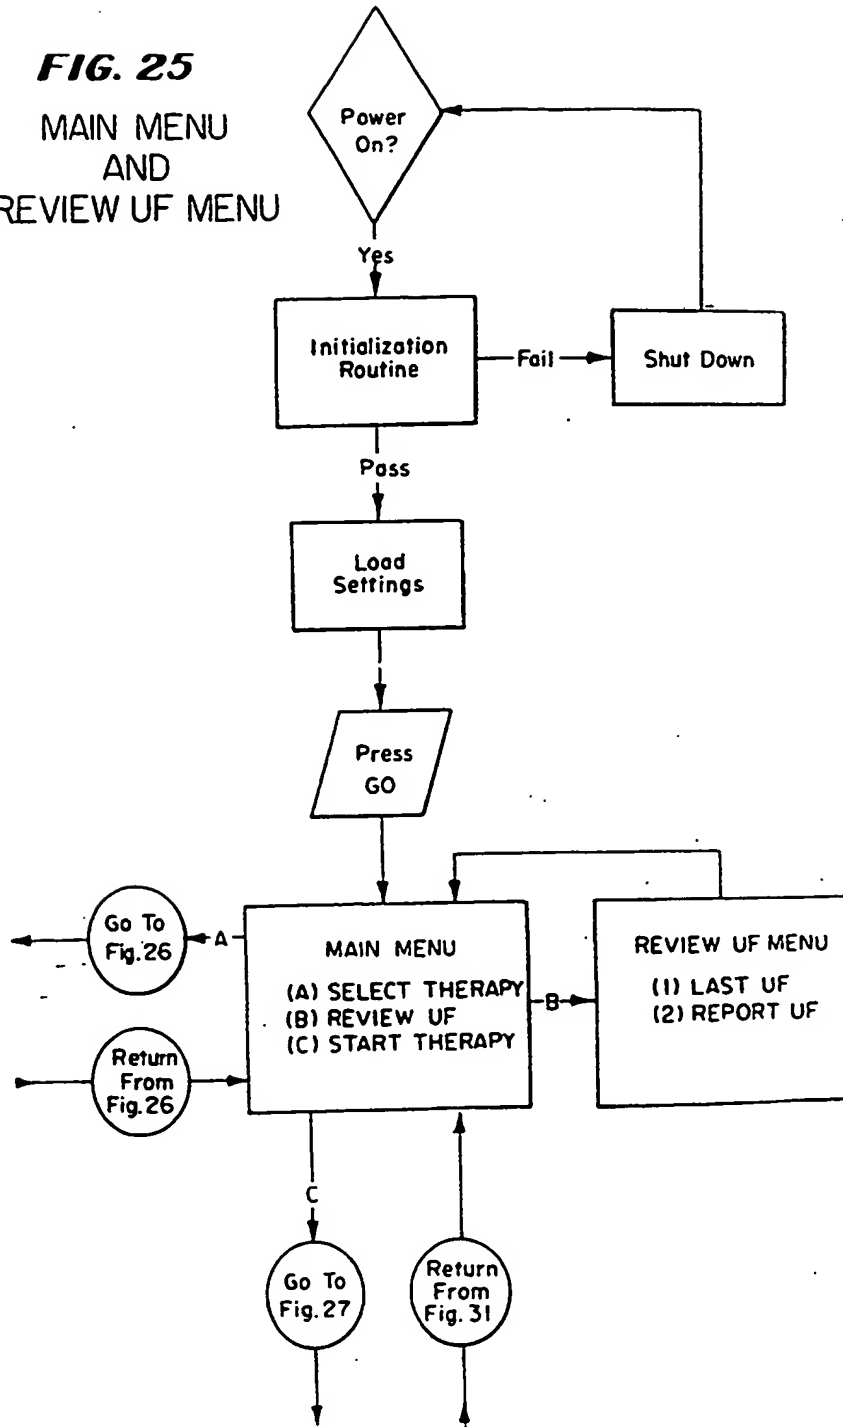 FIG. 25
MAIN MENU
AND
REVIEW UF MENU
Power
On?
Yes
Initialization
Routine
Fail
Shut Down
Pass
Load
Settings
Press
GO
Go To
Fig. 26
A
MAIN MENU
(A) SELECT THERAPY
(B) REVIEW UF
(C) START THERAPY
B
REVIEW UF MENU
(1) LAST UF
(2) REPORT UF
Return
From
Fig. 26
C
Go To
Fig. 27
Return
From
Fig. 31